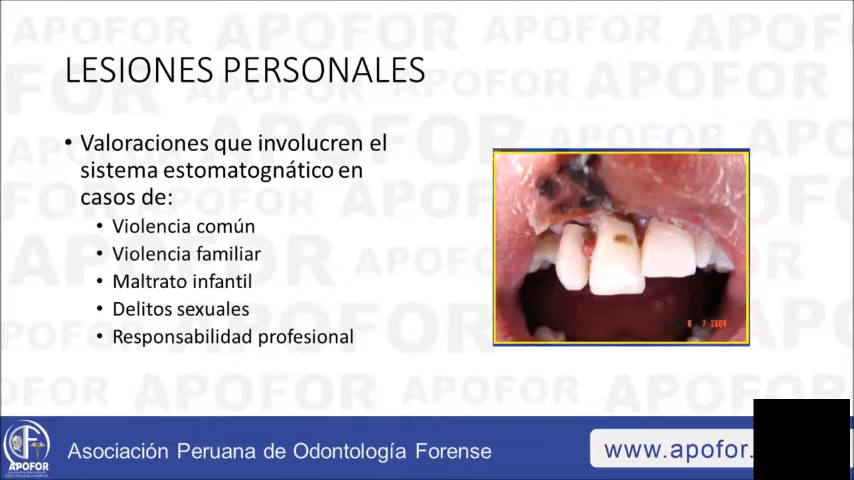 LESIONES PERSONALES
• Valoraciones que involucren el
sistema estomatognático en
casos de:
• Violencia común
• Violencia familiar
• Maltrato infantil
• Delitos sexuales
• Responsabilidad profesional
6 7 2004
APOFOR
Asociación Peruana de Odontología Forense
www.apofor.